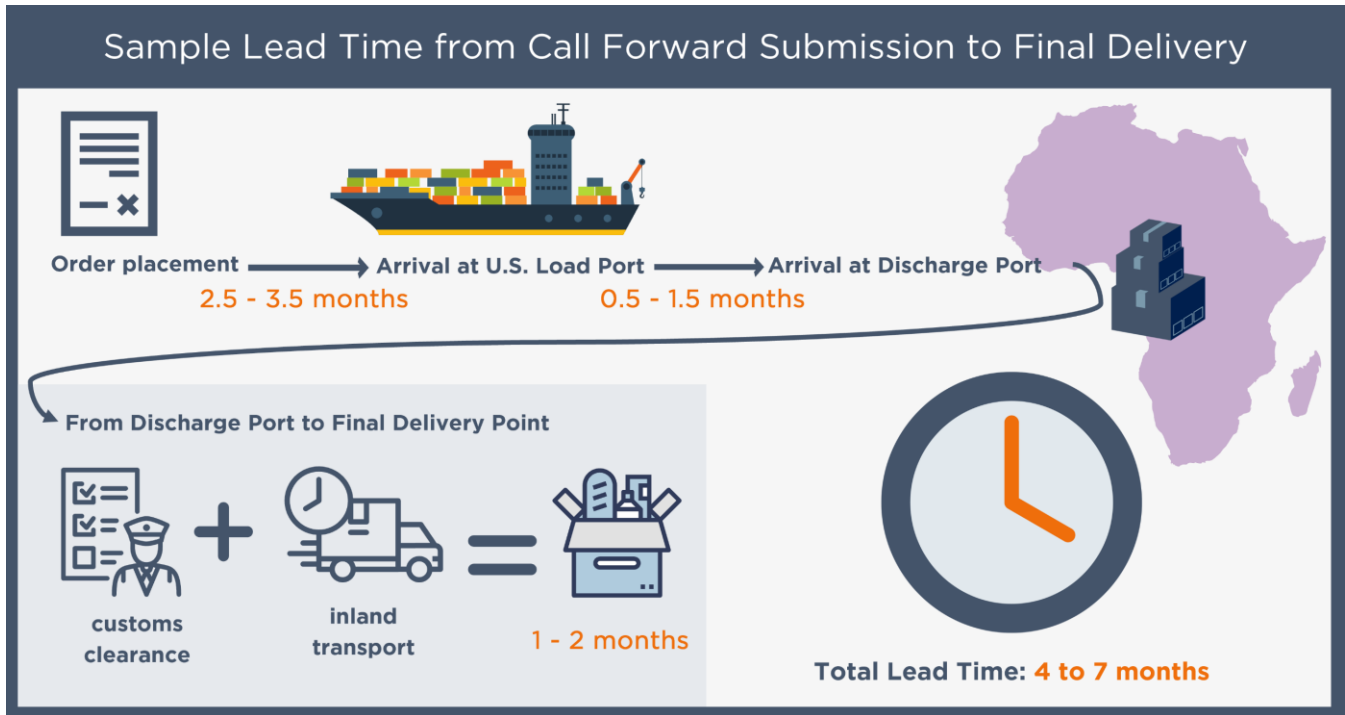 Sample Lead Time from Call Forward Submission to Final Delivery
Order placement
Arrival at U.S. Load Port
Arrival at Discharge Port
2.5 - 3.5 months
0.5 - 1.5 months
From Discharge Port to Final Delivery Point
customs
clearance
inland
transport
1 - 2 months
Total Lead Time: 4 to 7 months